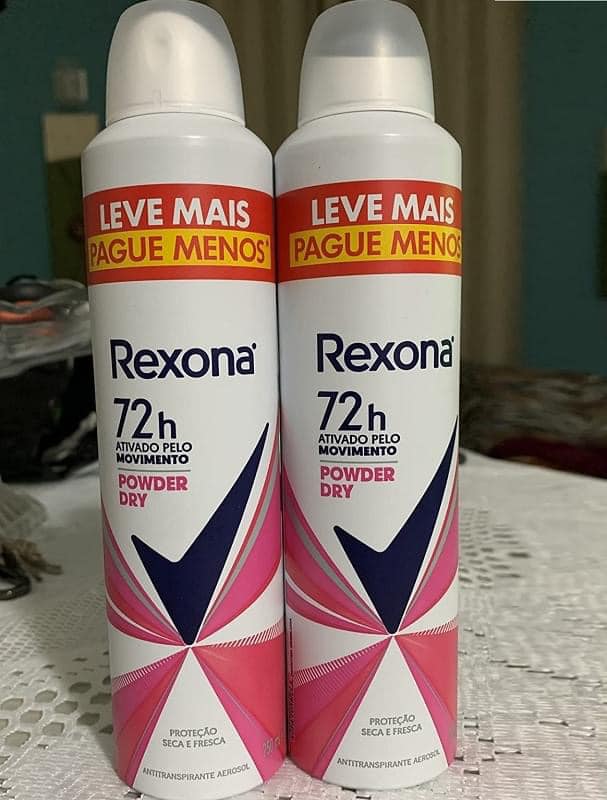 LEVE MAIS
PAGUE MENOS*
Rexona
72h
ATIVADO PELO
MOVIMENTO
POWDER
DRY
PROTEÇÃO
SECA E FRESCA
ANTITRANSPIRANTE AEROSOL
LEVE MAIS
PAGUE MENOS
Rexona
72h
ATIVADO PELO
MOVIMENTO
POWDER
DRY
PROTEÇÃO
SECA E FRESCA
ANTITRANSPIRANTE AEROSOL